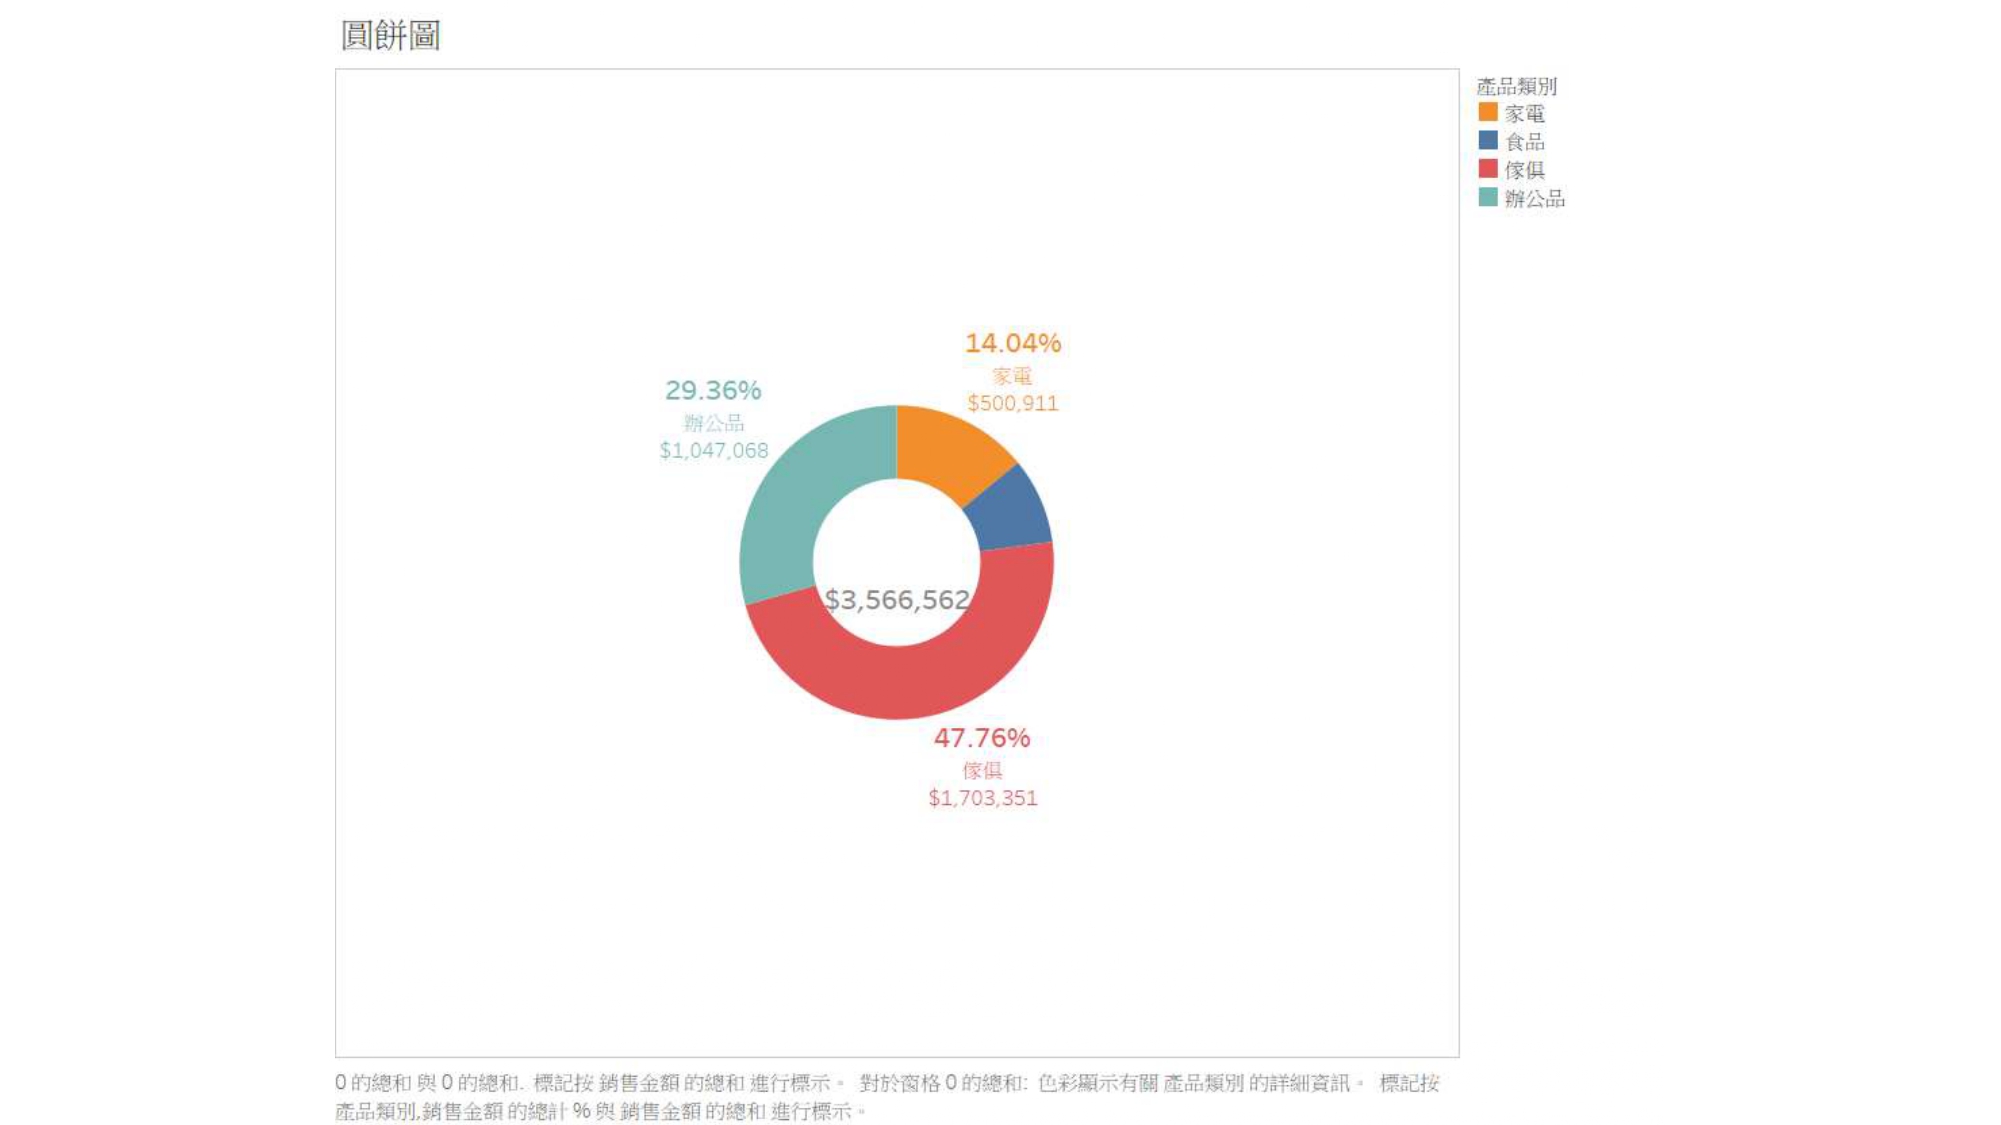 圓餅圖
產品類別
家電
食品
傢俱
辦公品
14.04%
家電
$500,911
29.36%
辦公品
$1,047,068
$3,566,562
47.76%
傢俱
$1,703,351
0 的總和 與 0 的總和. 標記按 銷售金額 的總和 進行標示。 對於窗格 0 的總和: 色彩顯示有關 產品類別 的詳細資訊。 標記按
產品類別,銷售金額 的總計 % 與 銷售金額 的總和 進行標示。